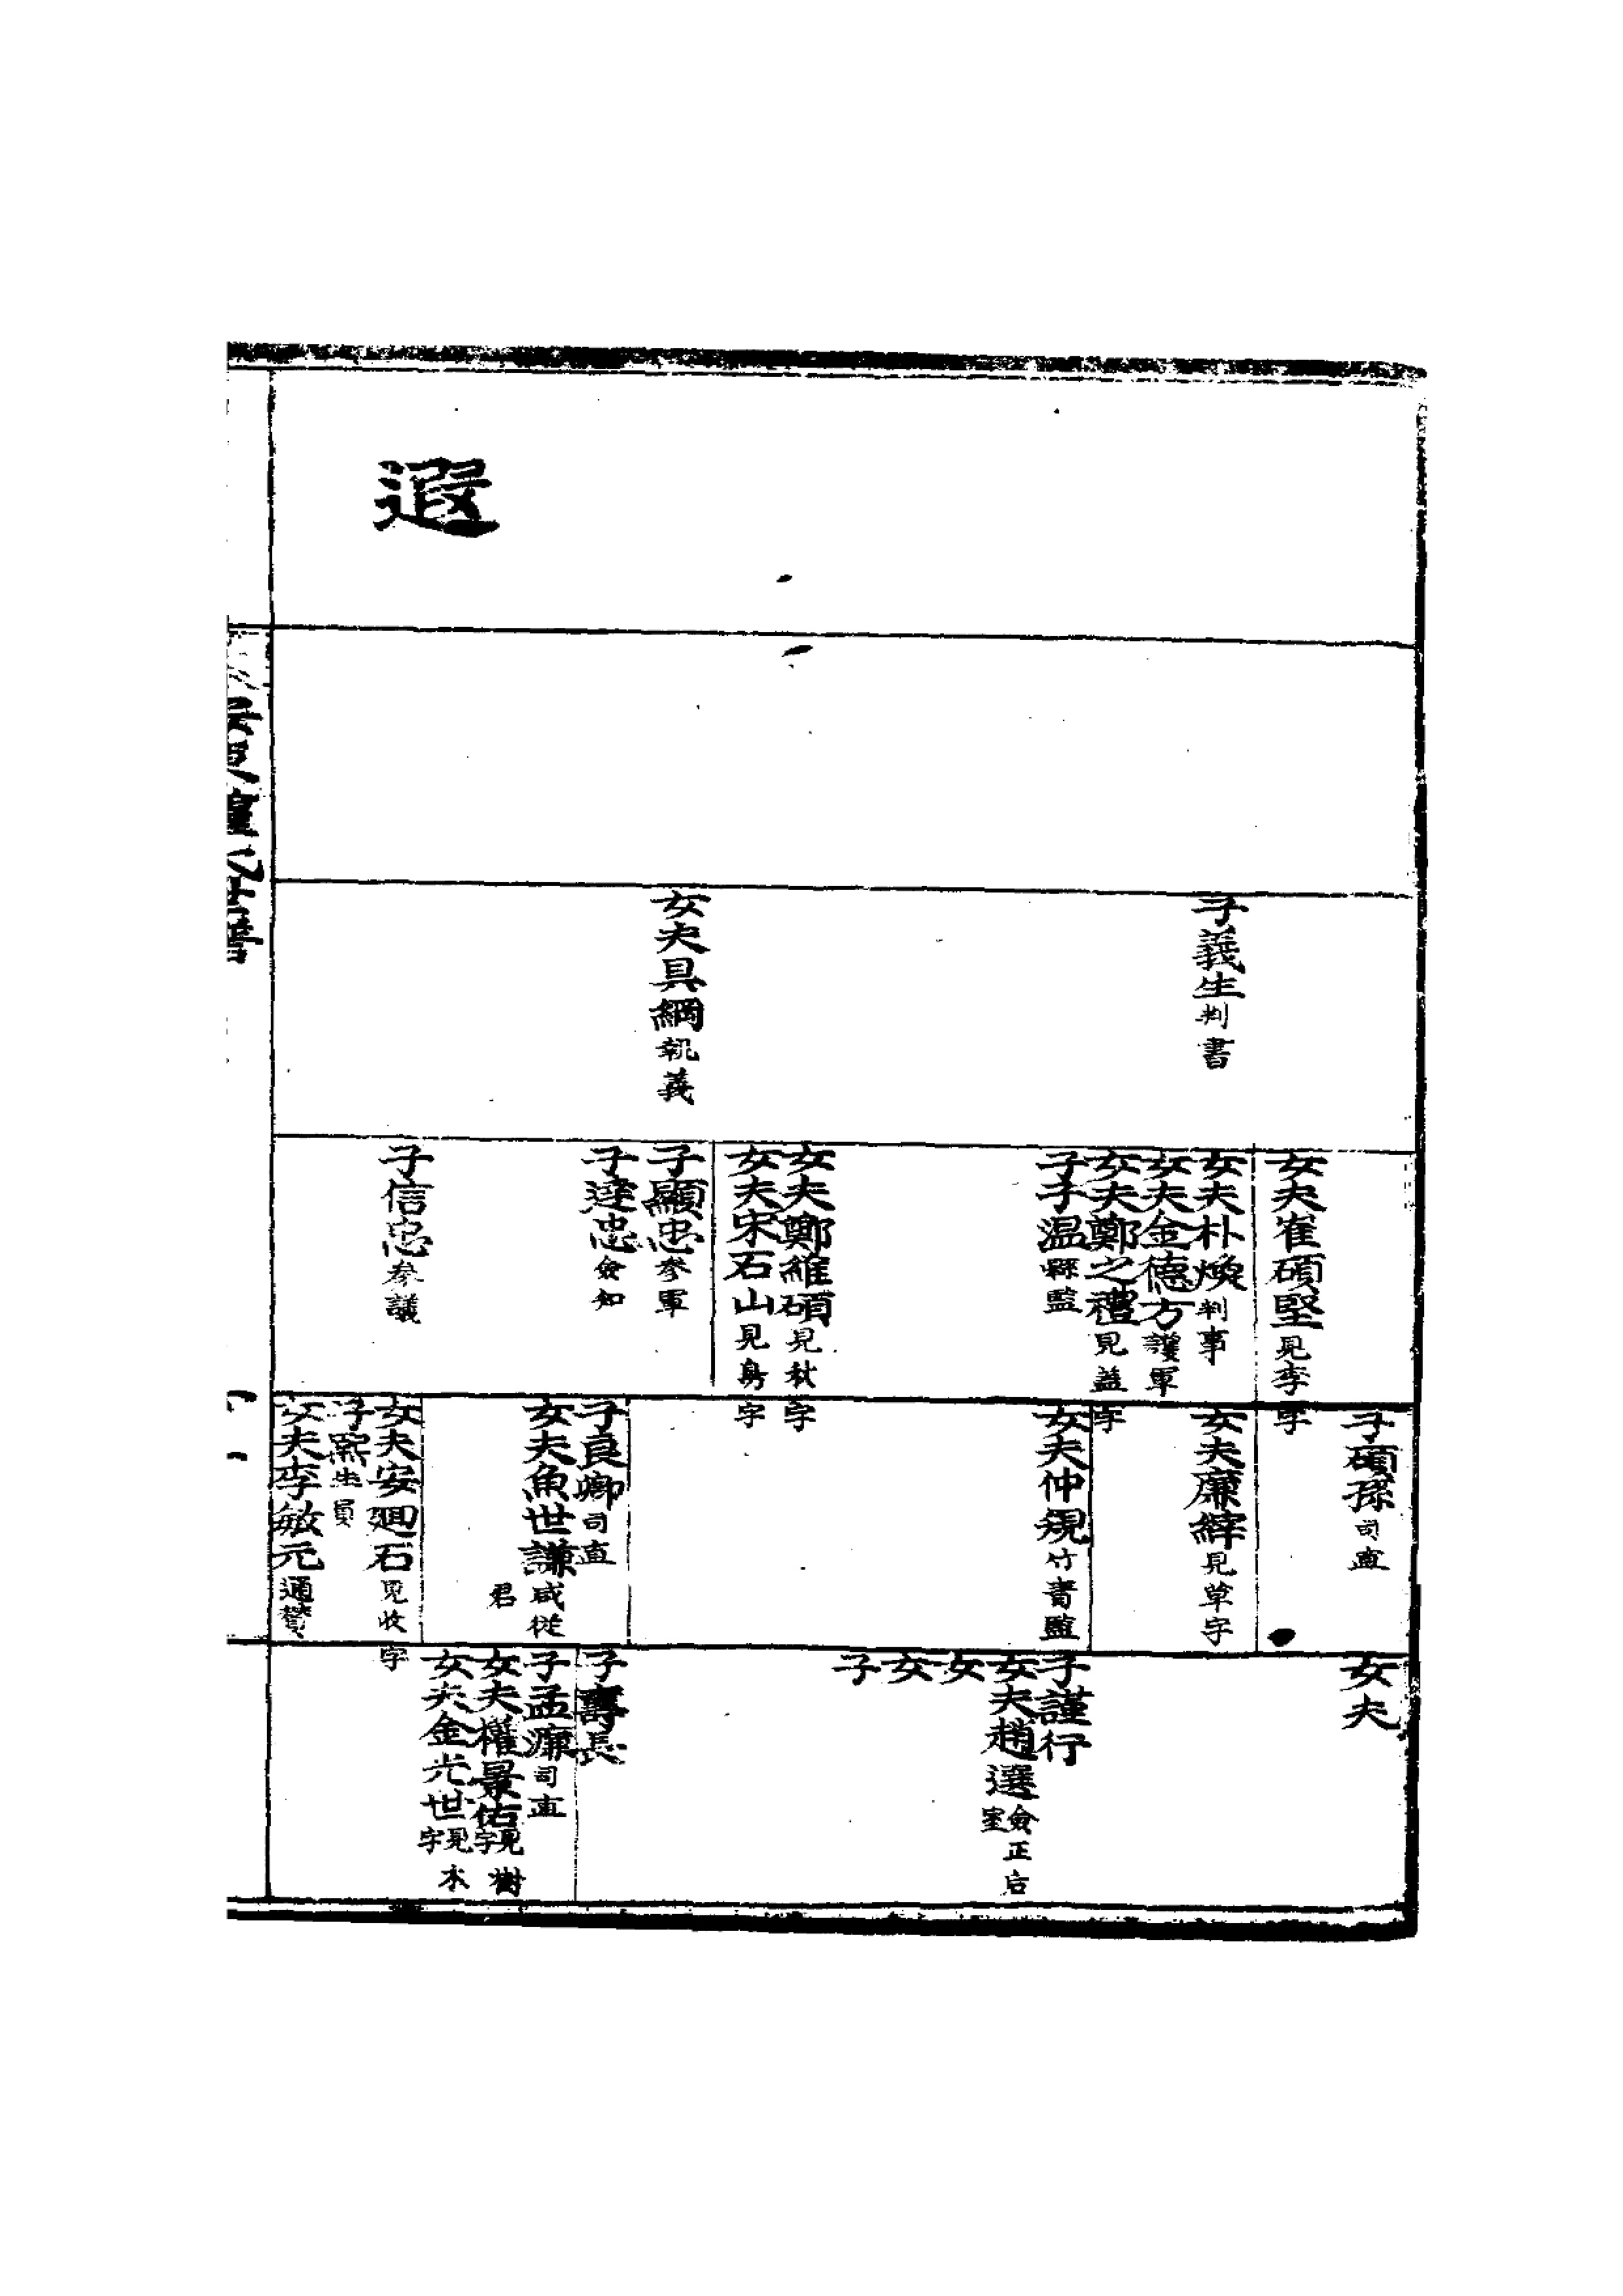 遐
子義生判書
女夫具綱執義
女夫崔碩堅見李字
女夫朴煥判事
女夫金德方護軍
女夫鄭之禮見益字
子子温縣監
女夫鄭維碩見秋字
女夫宋石山見身字
子顯忠參軍
子達忠僉知
子信忠參議
子碩孫司直
女夫廉繂見草字
女夫仲規竹書監
子良卿司直
女夫魚世謙咸從君
女夫安迴石見收字
子熙生員
女夫李敏元通贊
女夫
子謹行
女夫趙選僉正后室
女
女
子
子壽長
子孟廉司直
女夫權景佑見樹字
女夫金光世見木字